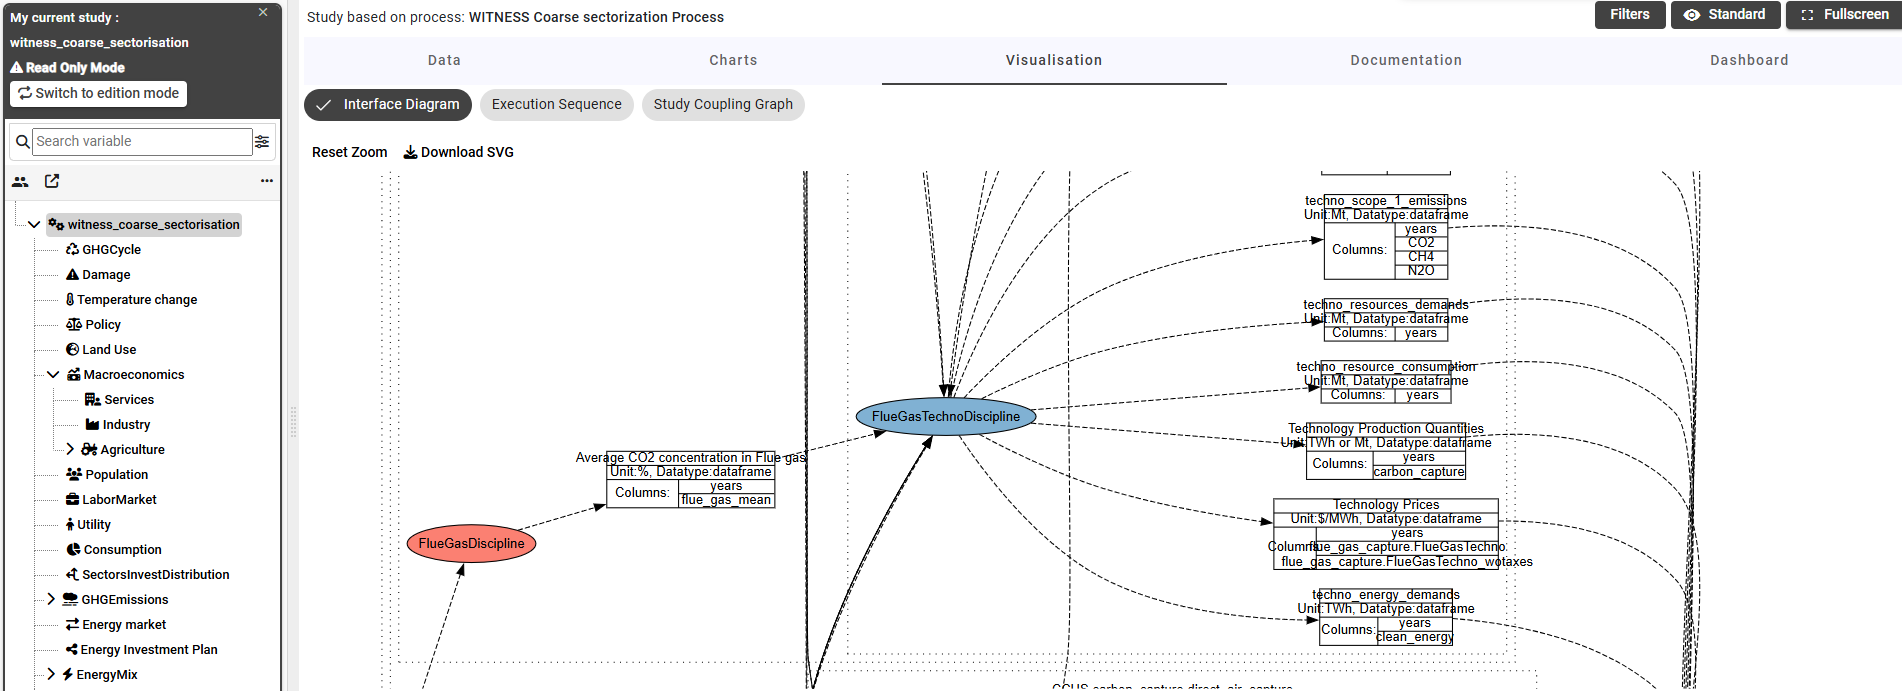 My current study :
witness_coarse_sectorisation
Read Only Mode
Switch to edition mode
Search variable
witness_coarse_sectorisation
GHGCycle
Damage
Temperature change
Policy
Land Use
Macroeconomics
Services
Industry
Agriculture
Population
LaborMarket
Utility
Consumption
SectorsInvestDistribution
GHGEmissions
Energy market
Energy Investment Plan
EnergyMix
Study based on process: WITNESS Coarse sectorization Process
Filters
Standard
Fullscreen
Data
Charts
Visualisation
Documentation
Dashboard
Interface Diagram
Execution Sequence
Study Coupling Graph
Reset Zoom
Download SVG
techno_scope_1_emissions
Unit:Mt, Datatype:dataframe
Columns:
years
CO2
CH4
N2O
techno_resources_demands
Unit:Mt, Datatype:dataframe
Columns: years
techno_resource_consumption
Unit:Mt, Datatype:dataframe
Columns: years
FlueGasTechnoDiscipline
Technology Production Quantities
Unit:TWh or Mt, Datatype:dataframe
Columns:
years
carbon_capture
Average CO2 concentration in Flue gas
Unit:%, Datatype:dataframe
Columns:
years
flue_gas_mean
FlueGasDiscipline
Technology Prices
Unit:$/MWh, Datatype:dataframe
Columns:
years
flue_gas_capture.FlueGasTechno
flue_gas_capture.FlueGasTechno_wotaxes
techno_energy_demands
Unit:TWh, Datatype:dataframe
Columns:
years
clean_energy
CCUS.carbon_capture.direct_air_capture